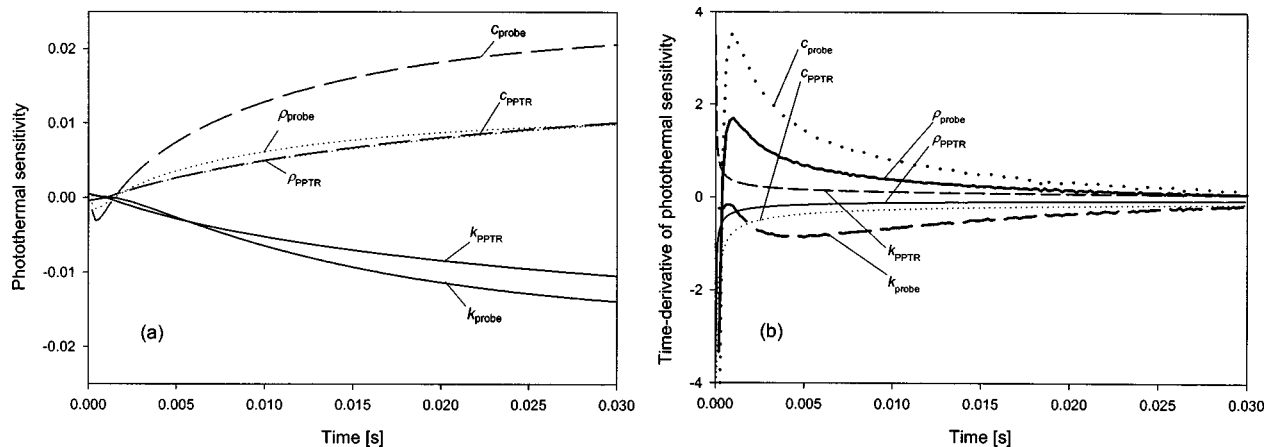 Photothermal sensitivity
0.02
0.01
0.00
-0.01
-0.02
c_probe
ρ_probe
c_PPTR
ρ_PPTR
k_PPTR
k_probe
(a)
0.000 0.005 0.010 0.015 0.020 0.025 0.030
Time [s]
Time-derivative of photothermal sensitivity
4
2
0
-2
-4
c_probe
c_PPTR
ρ_probe
ρ_PPTR
k_PPTR
k_probe
(b)
0.000 0.005 0.010 0.015 0.020 0.025 0.030
Time [s]